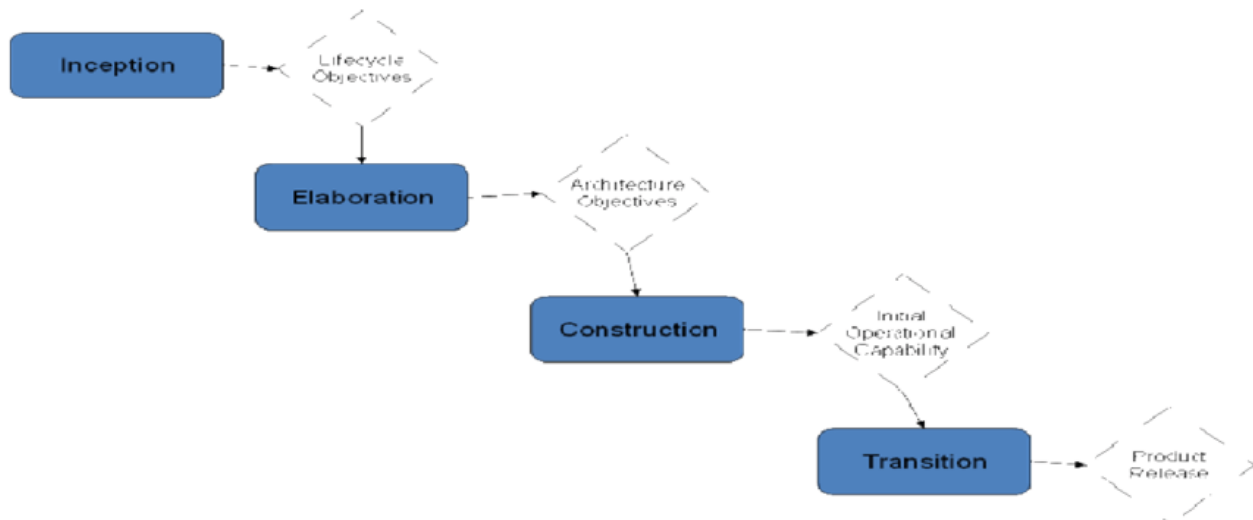 Inception
Lifecycle
Objectives
Elaboration
Architecture
Objectives
Construction
Initial
Operational
Capability
Transition
Product
Release